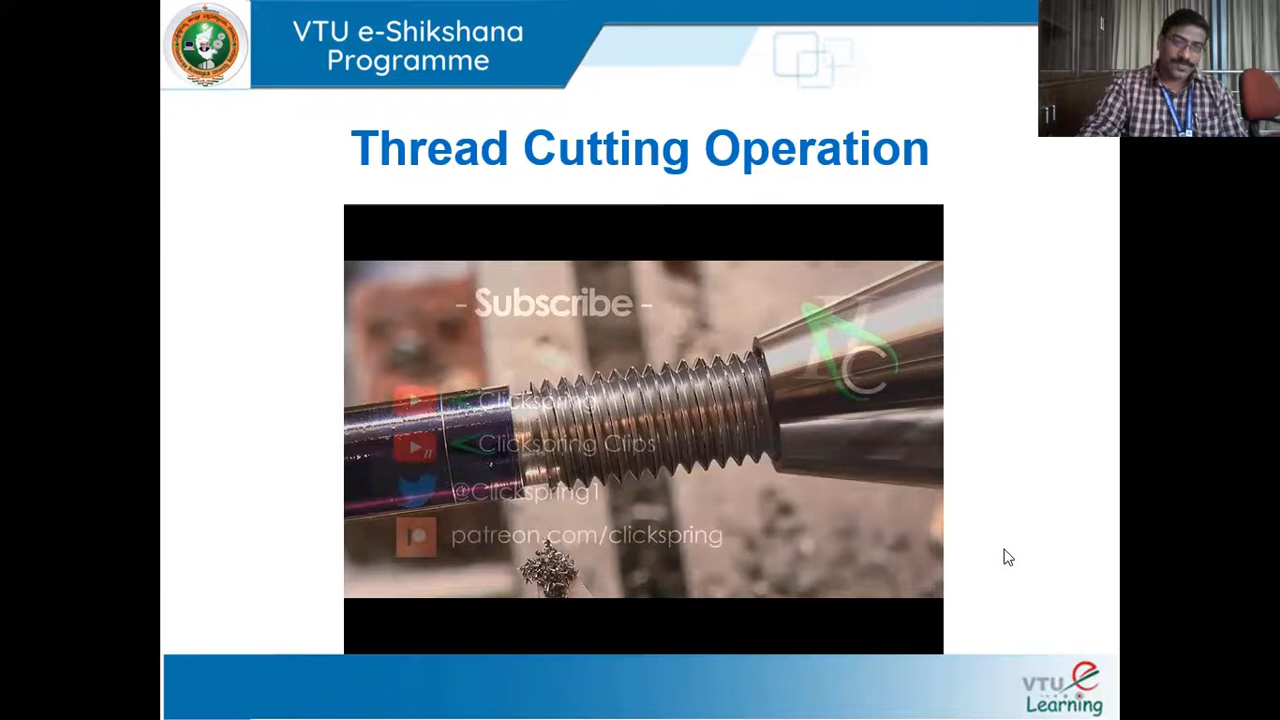 VTU e-Shikshana
Programme
Thread Cutting Operation
- Subscribe -
Clickspring
Clickspring Clips
@Clickspring1
patreon.com/clickspring
VTU e
Learning